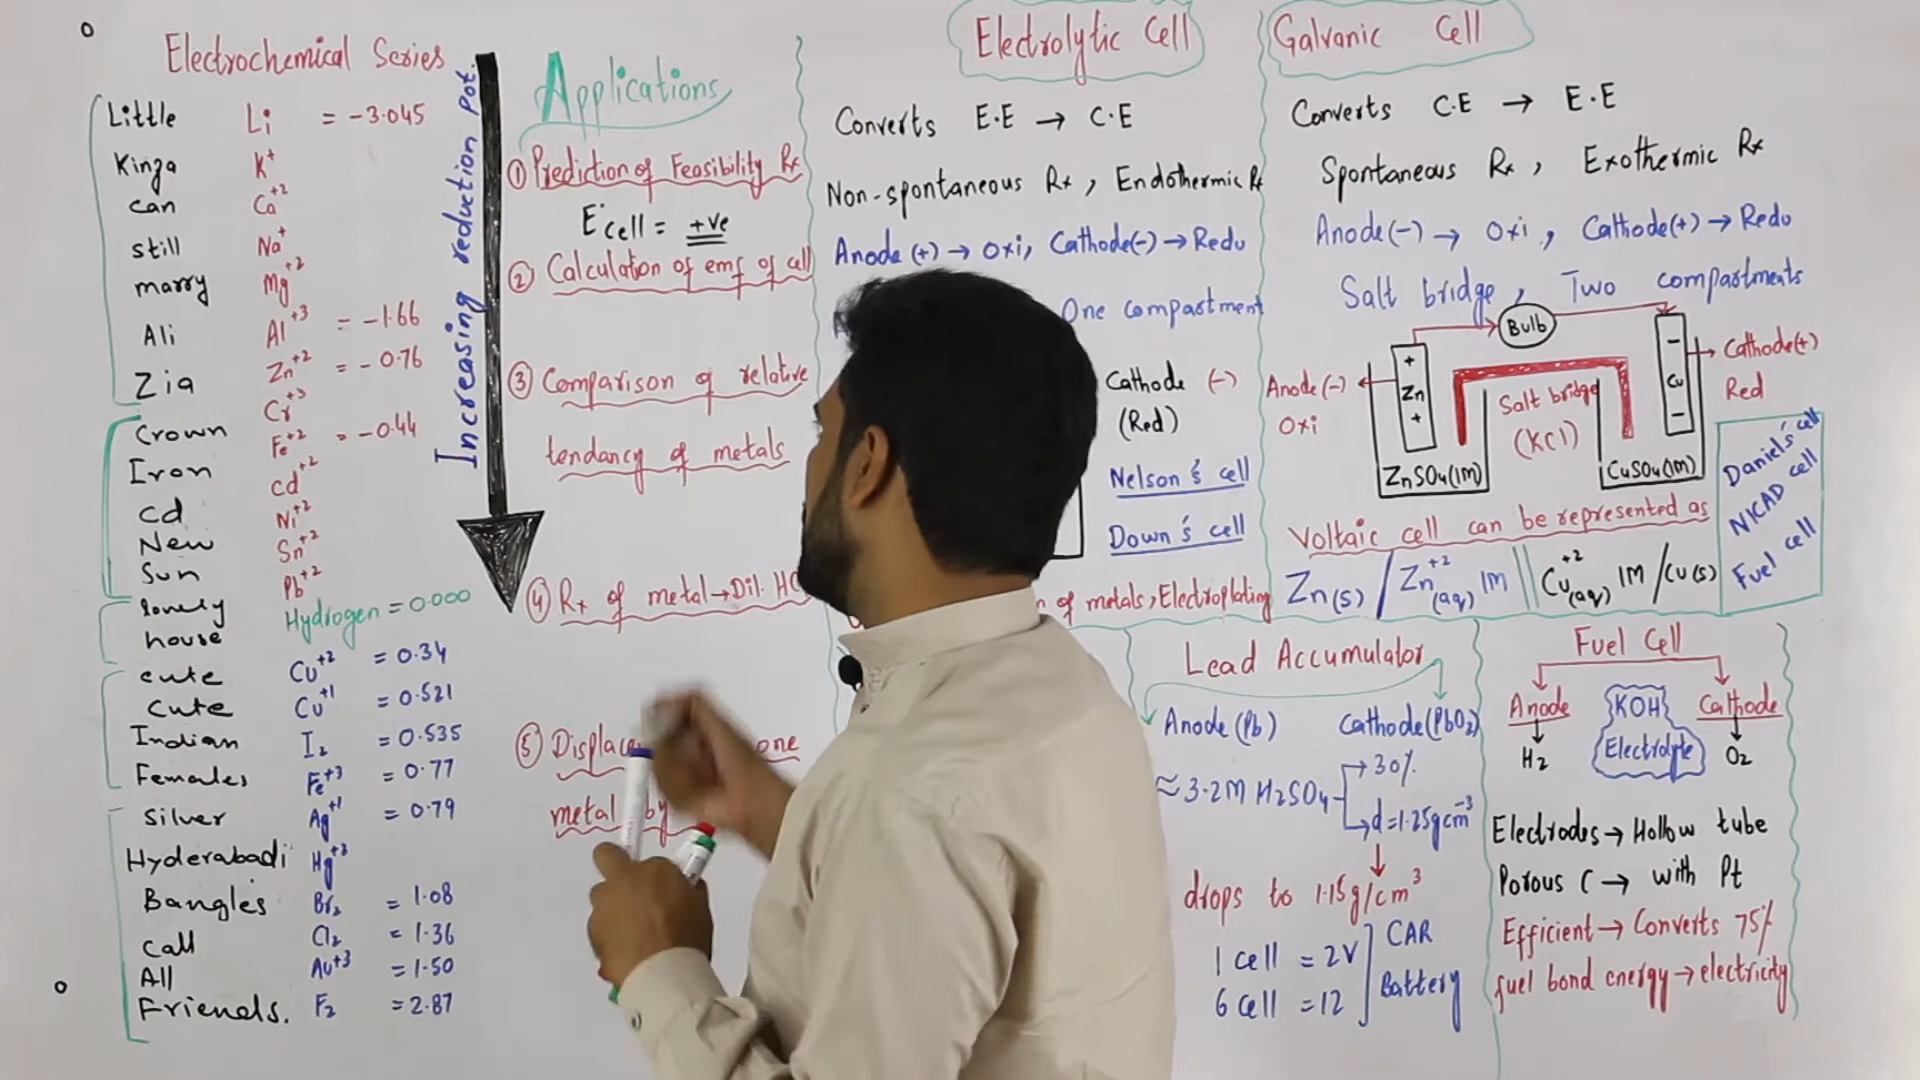 Electrochemical Series
Little Li = -3.045
Kinza K+
can Ca+2
still Na+
marry Mg+2
Ali Al+3 = -1.66
Zia Zn+2 = -0.76
Crown Cr+3
Iron Fe+2 = -0.44
Cd Cd+2
New Ni+2
Sun Sn+2
lonely Pb+2
house Hydrogen = 0.000
cute Cu+2 = 0.34
cute Cu+1 = 0.521
Indian I2 = 0.535
Females Fe+3 = 0.77
Silver Ag+1 = 0.79
Hyderabadi Hg+3
Bangles Br2 = 1.08
Call Cl2 = 1.36
All Au+3 = 1.50
Friends. F2 = 2.87
Increasing reduction pot.
Applications
① Prediction of Feasibility Rx
E°cell = +ve
② Calculation of emf of cell
③ Comparison of relative
tendancy of metals
④ Rx of metal → Dil. HC
⑤ Displace one
metal by
Electrolytic Cell
Converts E.E → C.E
Non-spontaneous Rx, Endothermic Rx
Anode (+) → Oxi, Cathode(-) → Redu
One compartment
Cathode (-)
(Red)
Nelson's cell
Down's cell
of metals, Electroplating
Galvanic Cell
Converts C.E → E.E
Spontaneous Rx, Exothermic Rx
Anode(-) → Oxi, Cathode(+) → Redu
Salt bridge, Two compartments
Bulb
Anode(-)
Oxi
+
Zn
+
Salt bridge
(KCl)
-
Cu
-
Cathode(+)
Red
ZnSO4(1M)
CuSO4(1M)
Daniel's cell
NICAD cell
Fuel cell
Voltaic cell can be represented as
Zn(s) / Zn+2(aq) 1M || Cu+2(aq) 1M / Cu(s)
Lead Accumulator
Anode (Pb) Cathode (PbO2)
≈ 3.2M H2SO4 → 30%
→ d=1.25gcm-3
drops to 1.15g/cm3
1 cell = 2V
6 cell = 12
CAR
Battery
Fuel Cell
Anode
H2
KOH
Electrolyte
Cathode
O2
Electrodes → Hollow tube
Porous C → with Pt
Efficient → Converts 75%
fuel bond energy → electricity